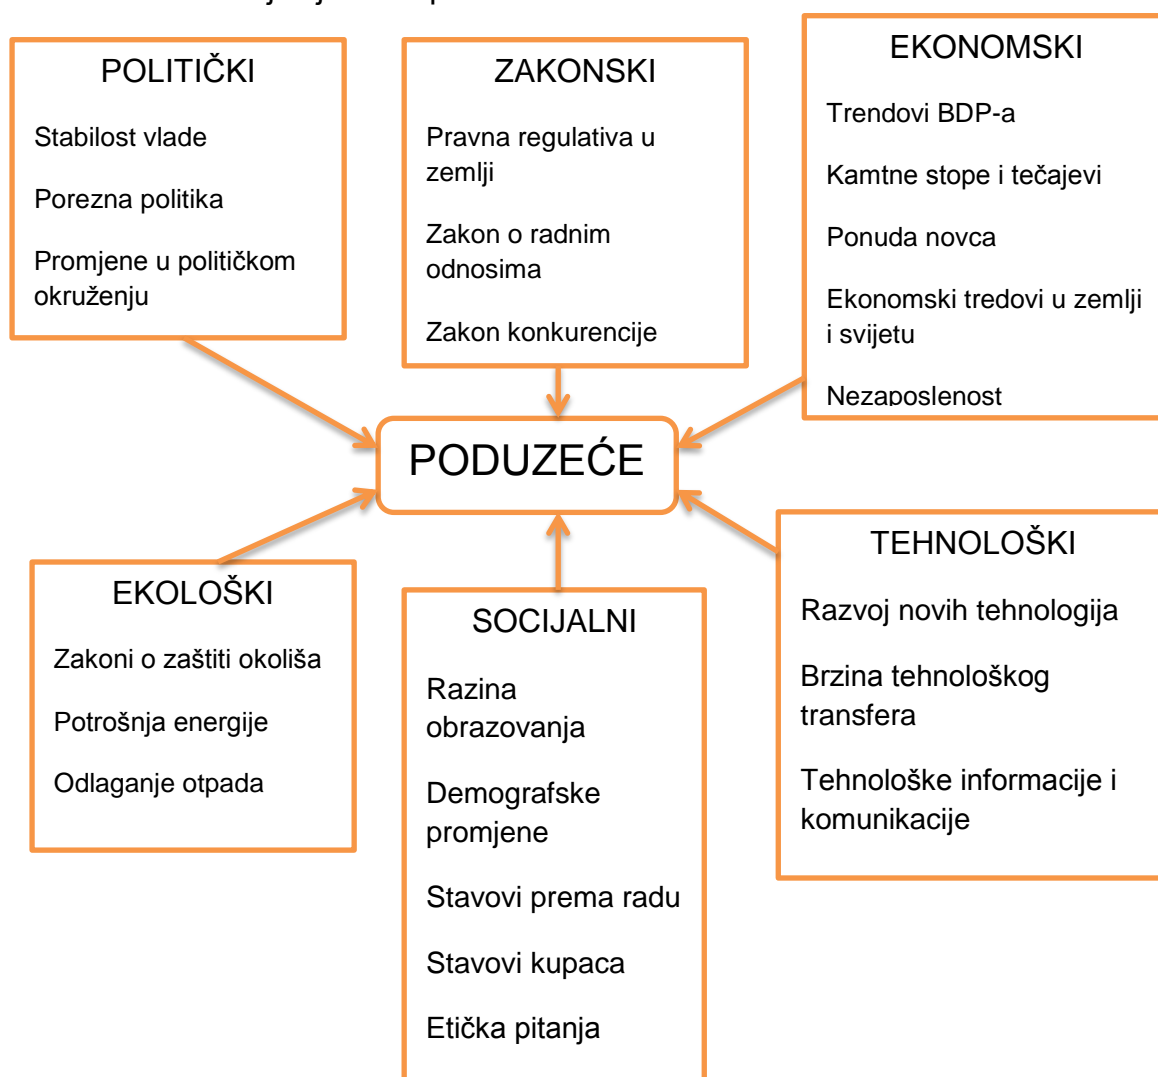 POLITIČKI
Stabilost vlade
Porezna politika
Promjene u političkom
okruženju
ZAKONSKI
Pravna regulativa u
zemlji
Zakon o radnim
odnosima
Zakon konkurencije
EKONOMSKI
Trendovi BDP-a
Kamtne stope i tečajevi
Ponuda novca
Ekonomski tredovi u zemlji
i svijetu
Nezaposlenost
PODUZEĆE
EKOLOŠKI
Zakoni o zaštiti okoliša
Potrošnja energije
Odlaganje otpada
SOCIJALNI
Razina
obrazovanja
Demografske
promjene
Stavovi prema radu
Stavovi kupaca
Etička pitanja
TEHNOLOŠKI
Razvoj novih tehnologija
Brzina tehnološkog
transfera
Tehnološke informacije i
komunikacije